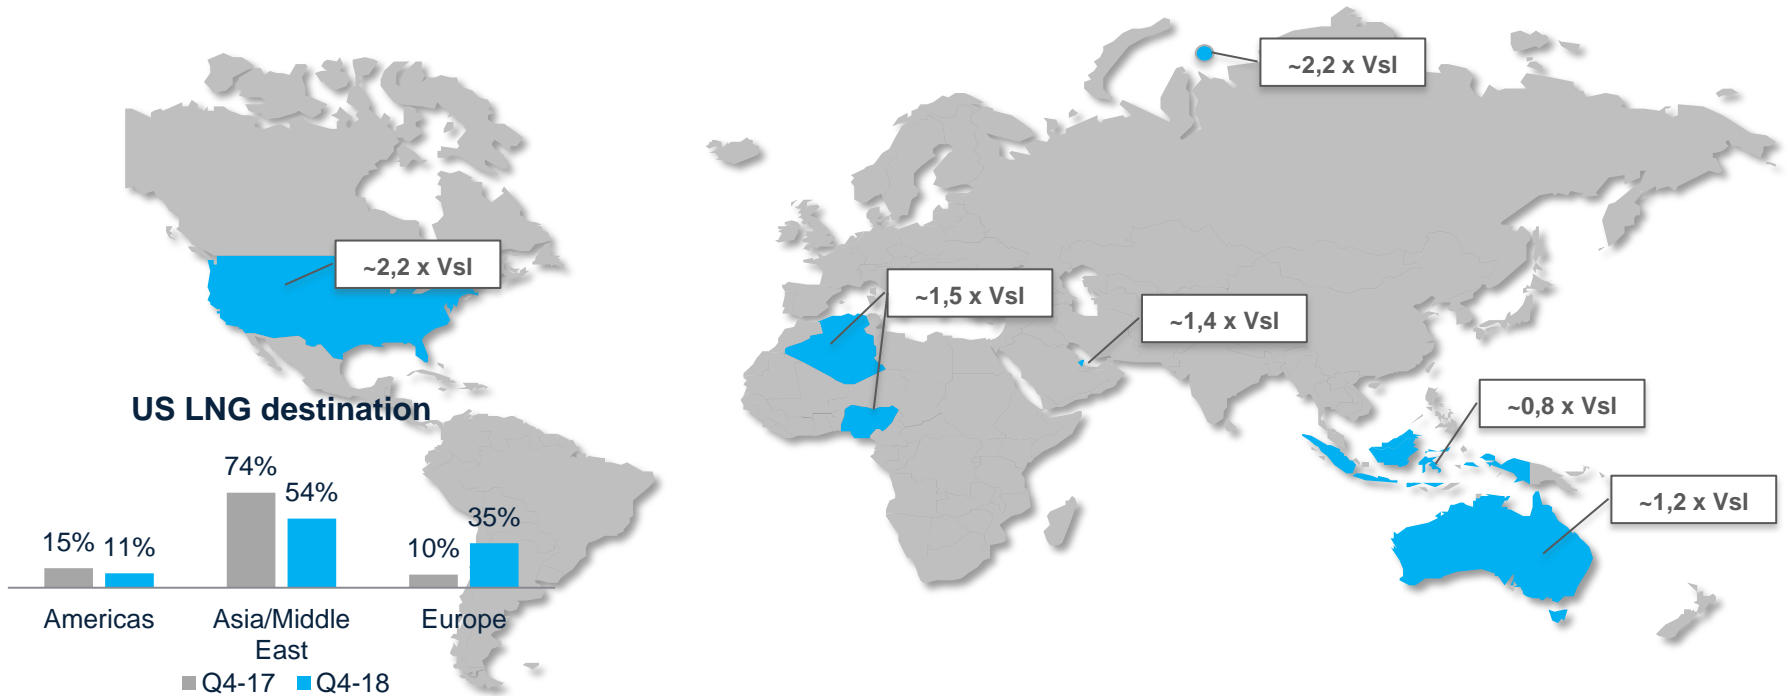 ~2,2 x Vsl
~2,2 x Vsl
~1,5 x Vsl
~1,4 x Vsl
~0,8 x Vsl
~1,2 x Vsl
US LNG destination
74%
54%
35%
15% 11%
10%
Americas
Asia/Middle East
Europe
Q4-17 Q4-18